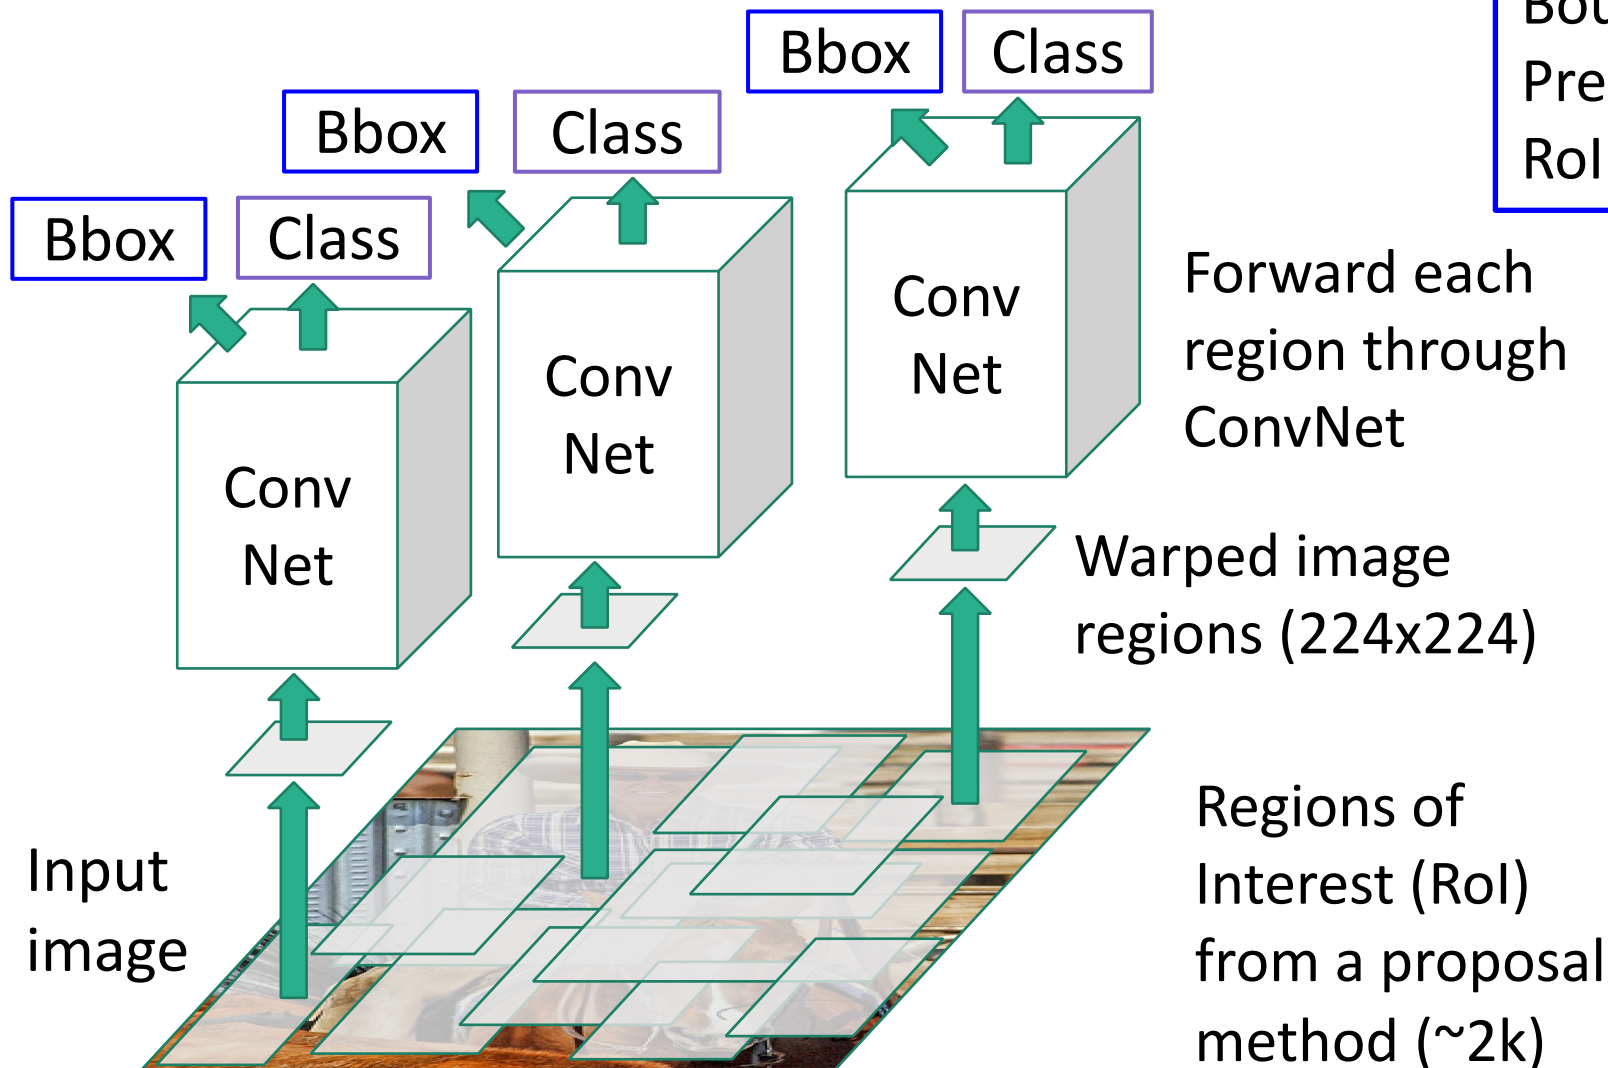 Bbox
Class
Bbox
Class
Bbox
Class
RoI
Conv
Net
Conv
Net
Conv
Net
Forward each
region through
ConvNet
Warped image
regions (224x224)
Input
image
Regions of
Interest (RoI)
from a proposal
method (~2k)